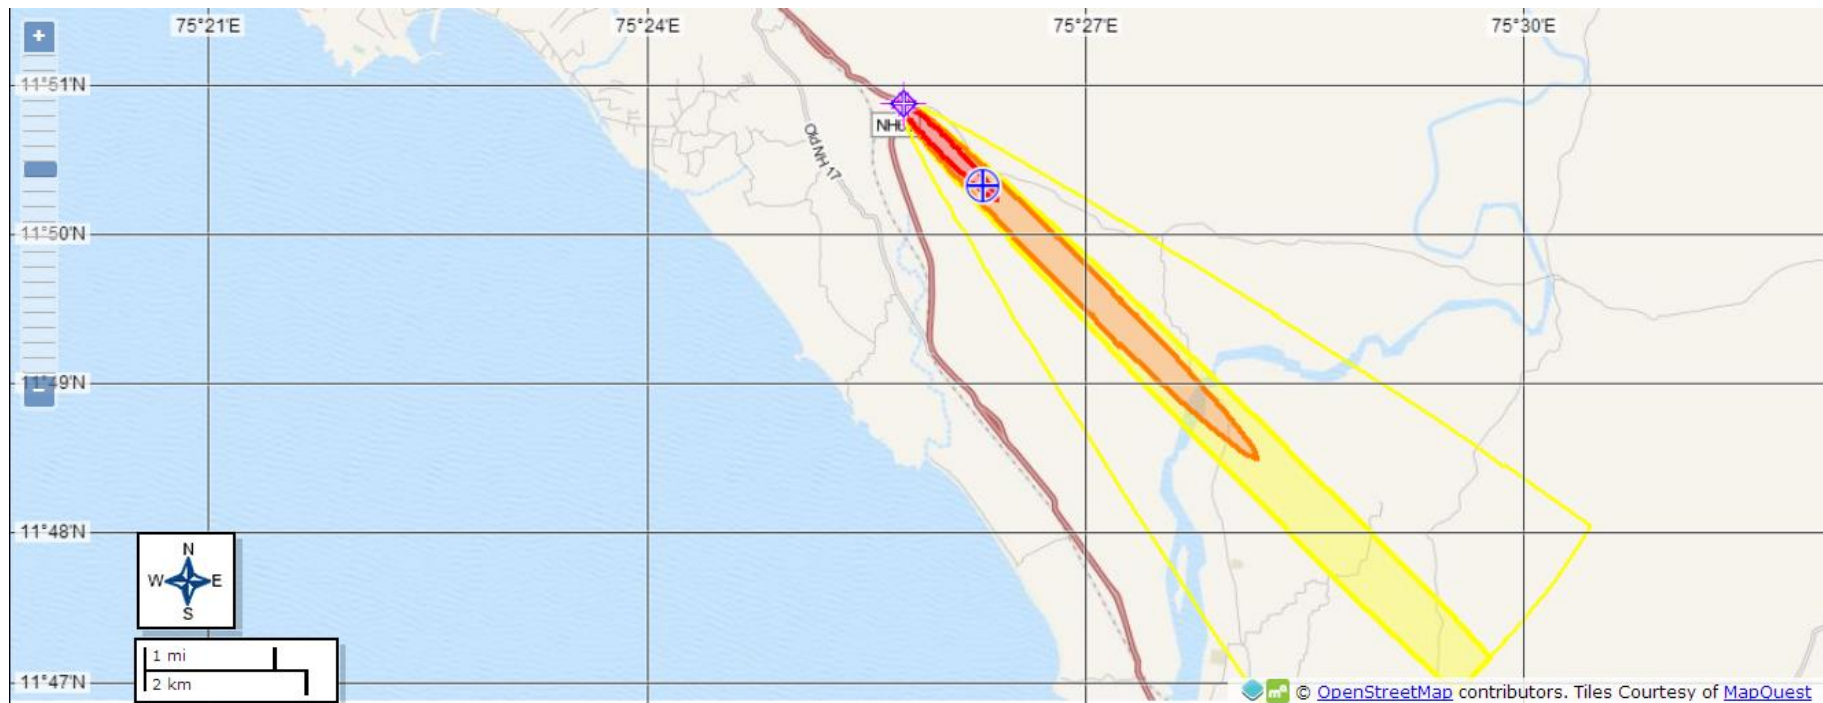 75°21'E
75°24'E
75°27'E
75°30'E
+
11°51'N
Old NH 17
11°50'N
11°49'N
−
11°48'N
N
W E
S
1 mi
2 km
11°47'N
© OpenStreetMap contributors. Tiles Courtesy of MapQuest